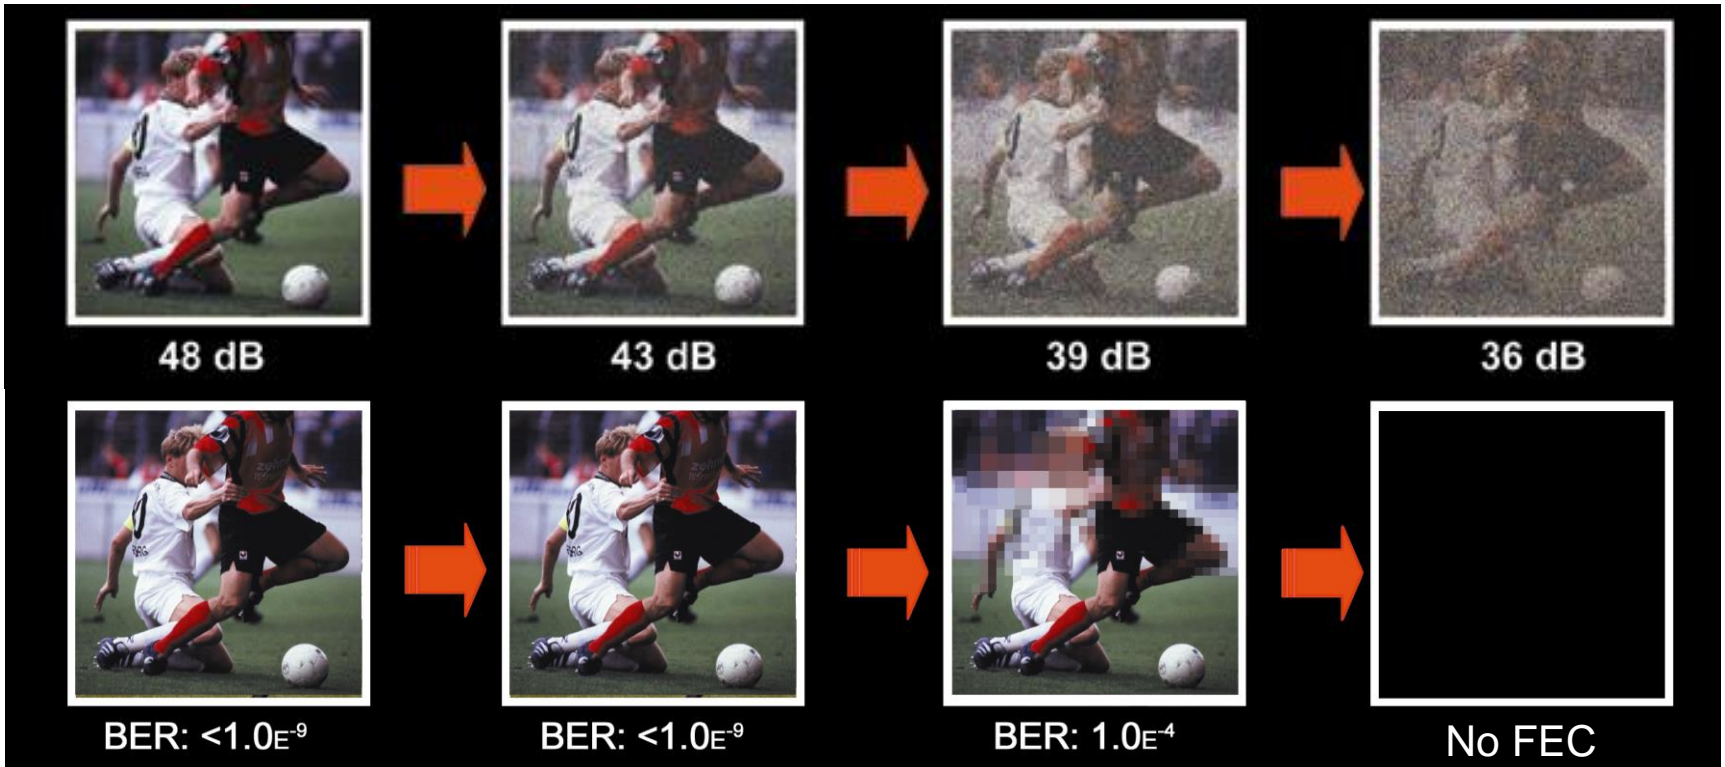 48 dB
43 dB
39 dB
36 dB
BER: <1.0E-9
BER: <1.0E-9
BER: 1.0E-4
No FEC